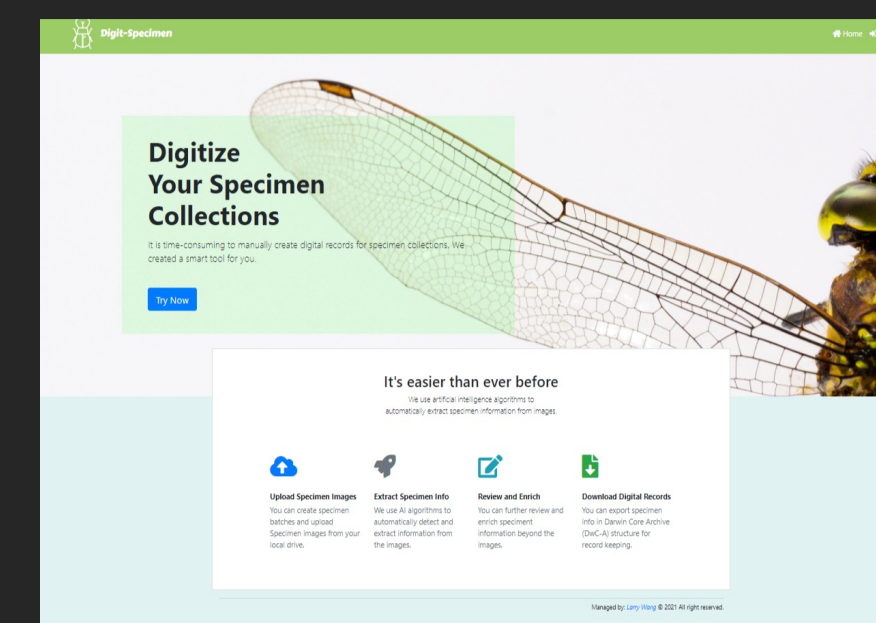 Digit-Specimen
Home
Digitize
Your Specimen
Collections
It is time-consuming to manually create digital records for specimen collections. We
created a smart tool for you.
Try Now
It's easier than ever before
We use artificial intelligence algorithms to
automatically extract specimen information from images.
Upload Specimen Images
You can create specimen
batches and upload
Specimen images from your
local drive.
Extract Specimen Info
We use AI algorithms to
automatically detect and
extract information from
the images.
Review and Enrich
You can further review and
enrich speciment
information beyond the
images.
Download Digital Records
You can export specimen
info in Darwin Core Archive
(DwC-A) structure for
record keeping.
Managed by: Larry Wang © 2021 All right reserved.